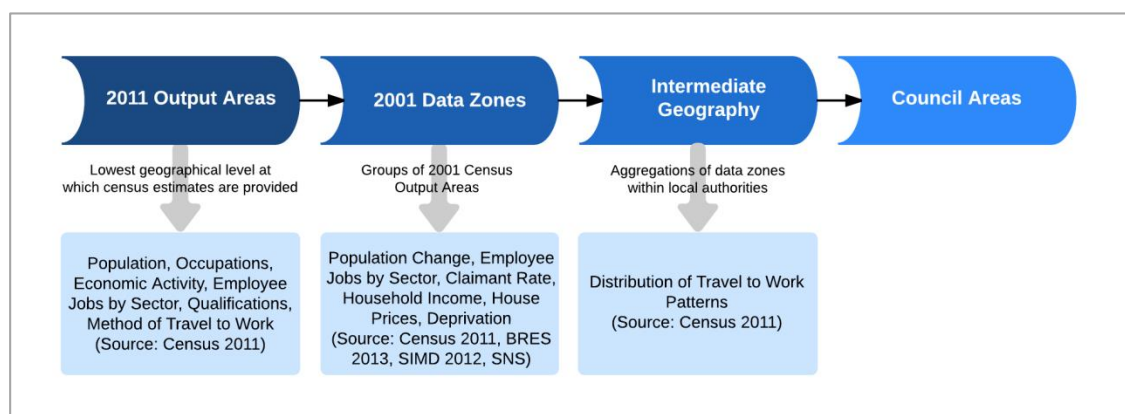 2011 Output Areas
2001 Data Zones
Intermediate
Geography
Council Areas
Lowest geographical level at
which census estimates are provided
Groups of 2001 Census
Output Areas
Aggregations of data zones
within local authorities
Population, Occupations,
Economic Activity, Employee
Jobs by Sector, Qualifications,
Method of Travel to Work
(Source: Census 2011)
Population Change, Employee
Jobs by Sector, Claimant Rate,
Household Income, House
Prices, Deprivation
(Source: Census 2011, BRES
2013, SIMD 2012, SNS)
Distribution of Travel to Work
Patterns
(Source: Census 2011)